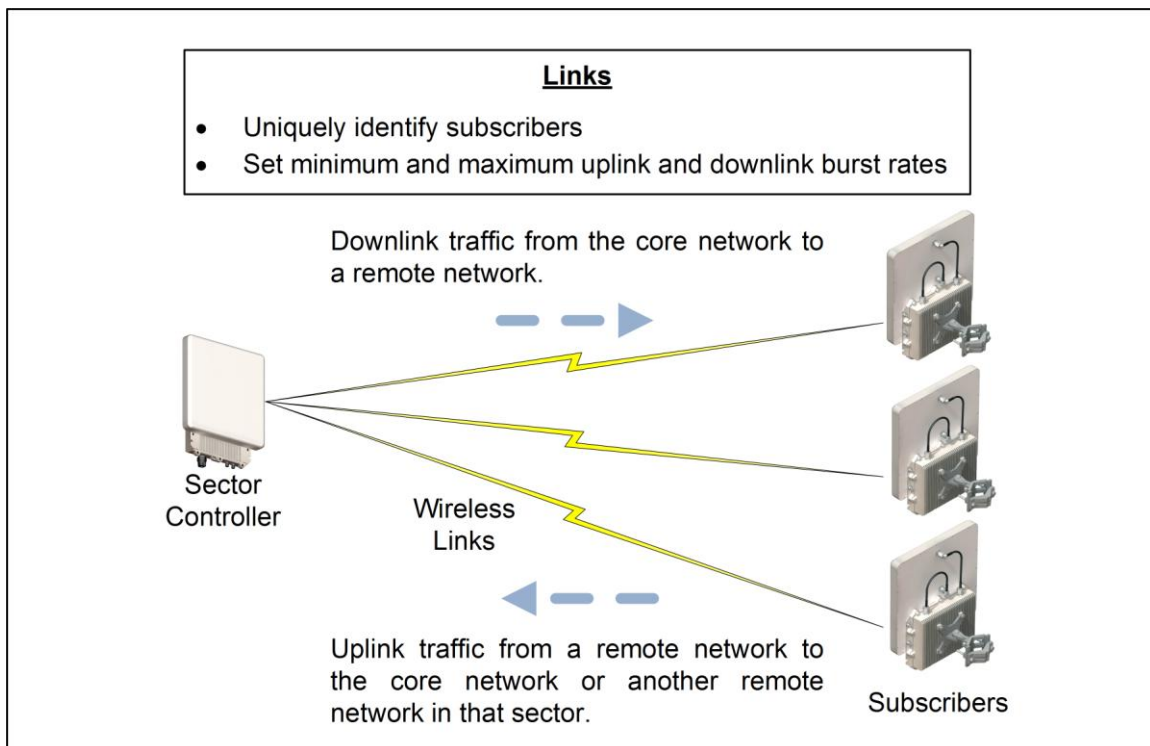 Links
• Uniquely identify subscribers
• Set minimum and maximum uplink and downlink burst rates
Downlink traffic from the core network to
a remote network.
Sector
Controller
Wireless
Links
Uplink traffic from a remote network to
the core network or another remote
network in that sector.
Subscribers